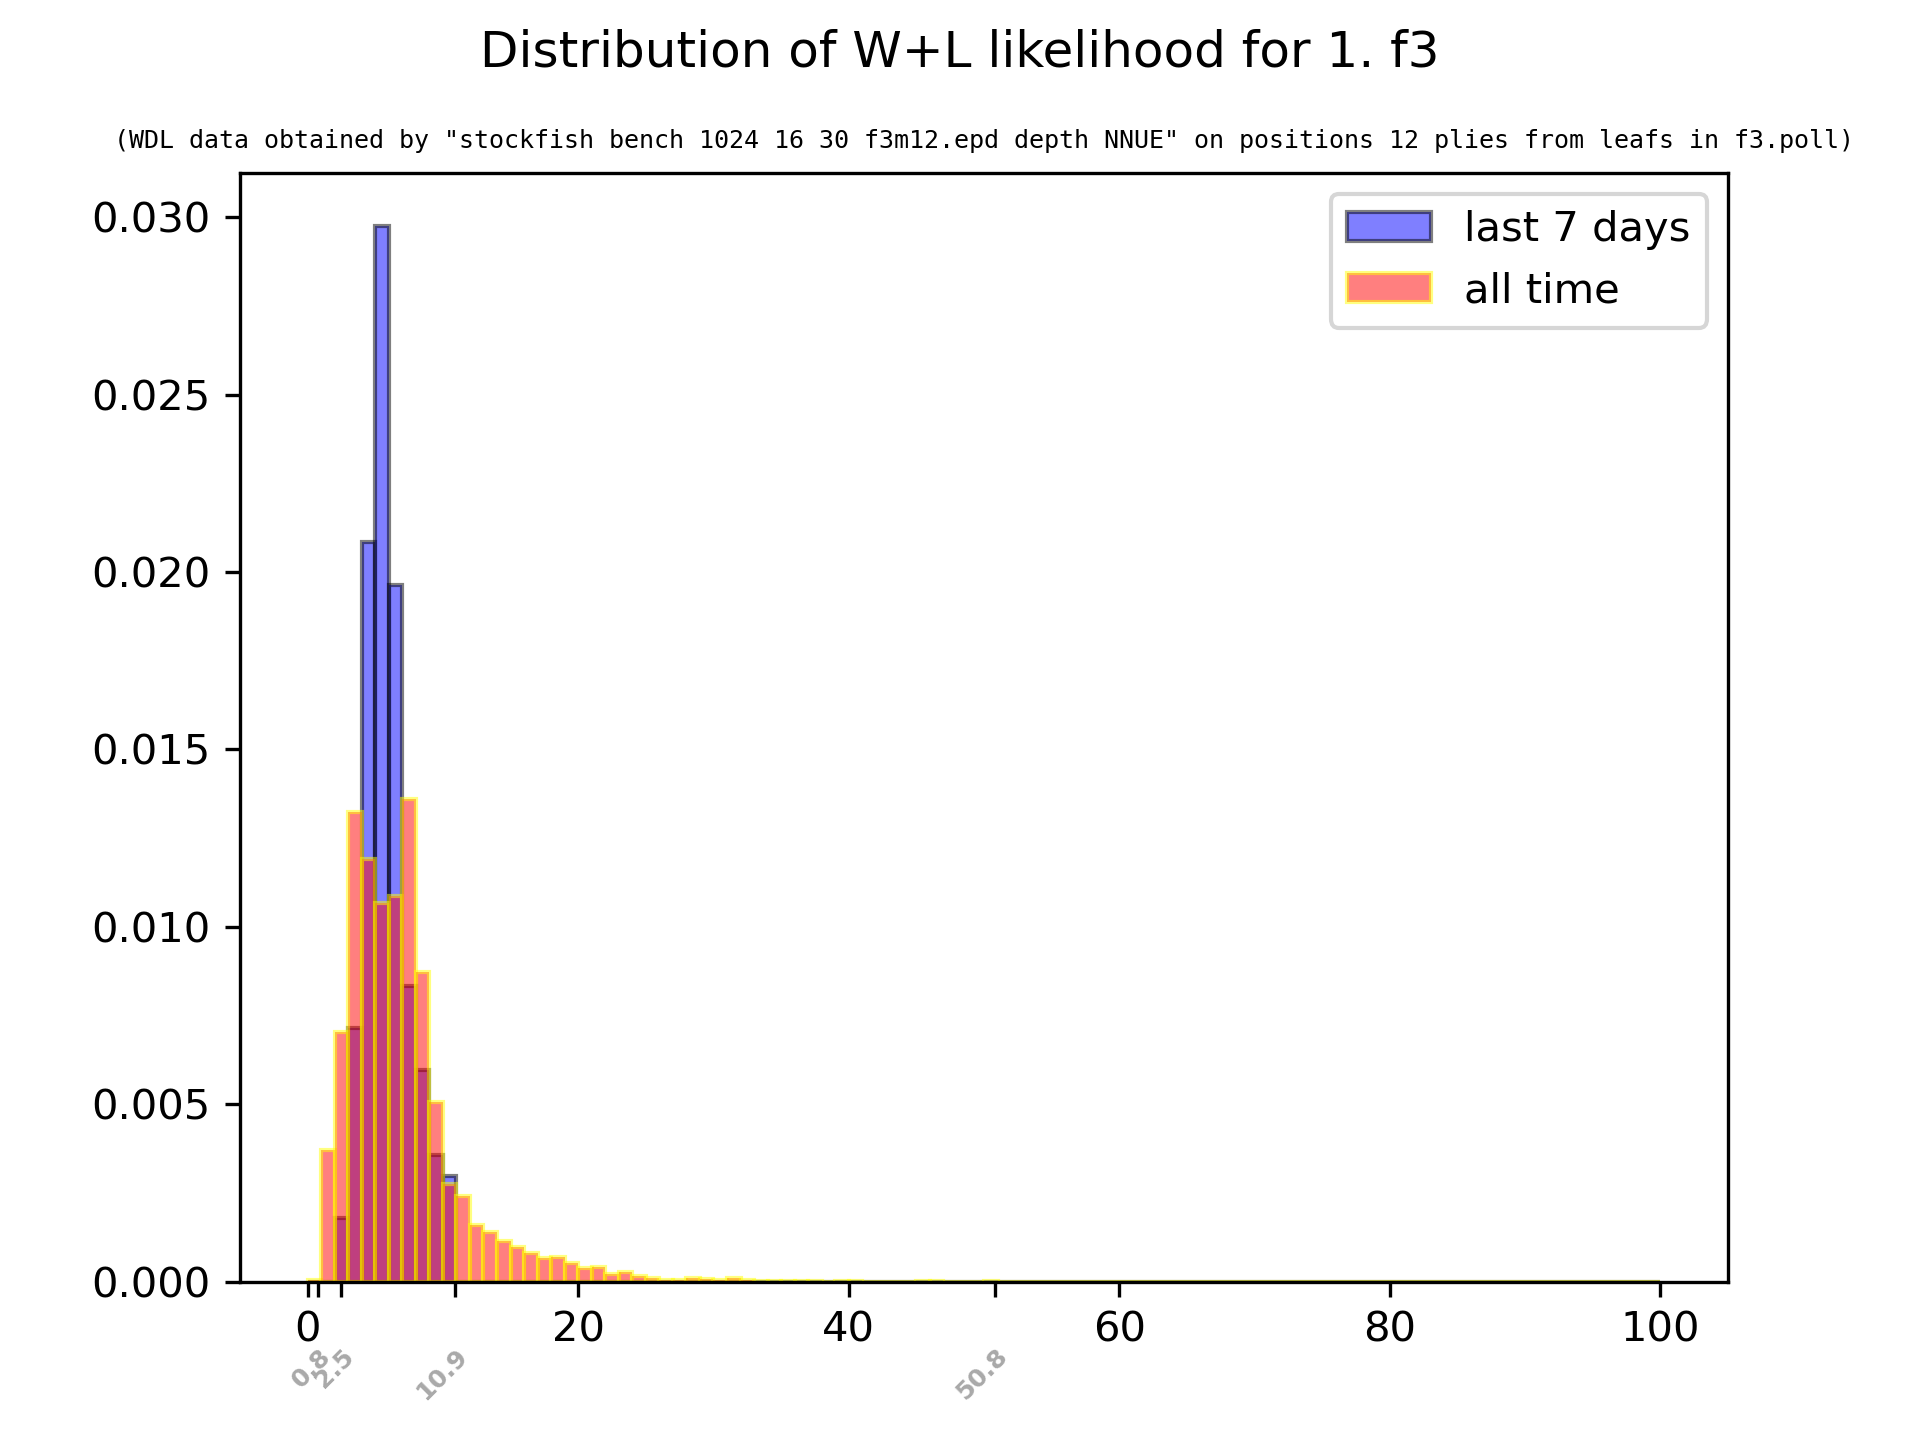 Distribution of W+L likelihood for 1. f3
(WDL data obtained by "stockfish bench 1024 16 30 f3m12.epd depth NNUE" on positions 12 plies from leafs in f3.poll)
last 7 days
all time
0.030
0.025
0.020
0.015
0.010
0.005
0.000
0 20 40 60 80 100
0.8 2.5 10.9 50.8